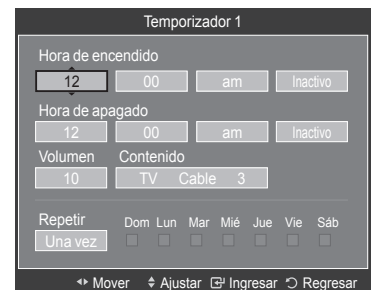 Temporizador 1
Hora de encendido
12 00 am Inactivo
Hora de apagado
12 00 am Inactivo
Volumen Contenido
10 TV Cable 3
Repetir Dom Lun Mar Mié Jue Vie Sáb
Una vez
Mover Ajustar Ingresar Regresar